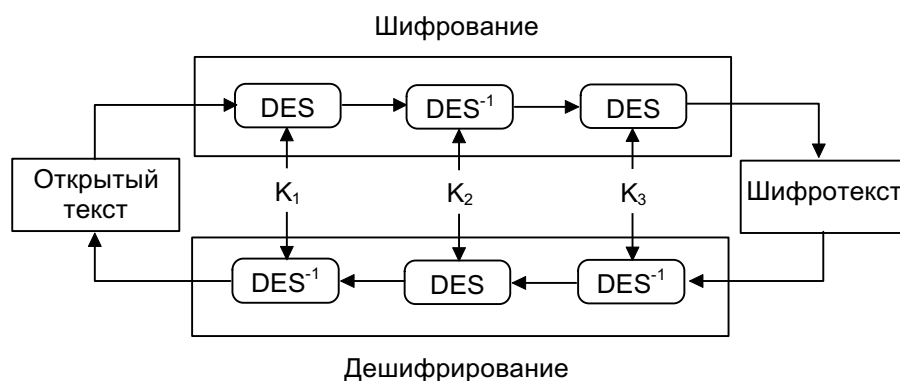 Шифрование
DES DES⁻¹ DES
Открытый
текст
K₁ K₂ K₃
Шифротекст
DES⁻¹ DES DES⁻¹
Дешифрирование